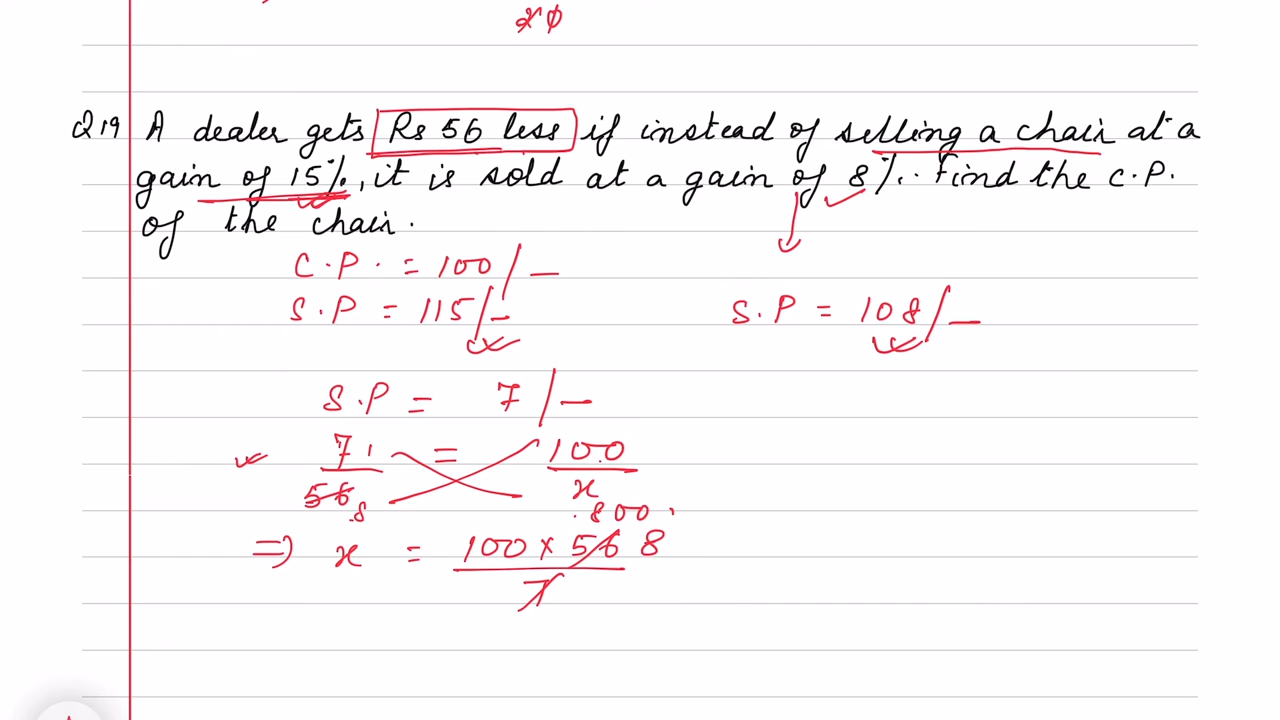 Q19 A dealer gets Rs 56 less if instead of selling a chair at a
gain of 15%, it is sold at a gain of 8%. Find the C.P.
of the chair.
C.P. = 100/-
S.P = 115/-
S.P = 108/-
S.P = 7/-
7 1 = 100
56 8 x
800
⇒ x = 100 × 56 8
7